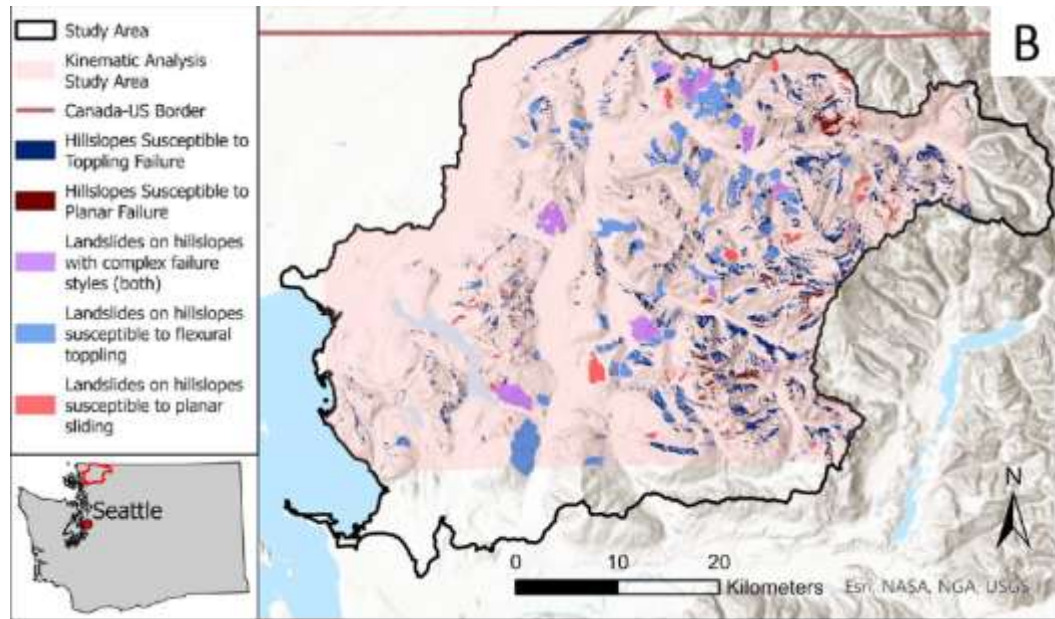 B
Study Area
Kinematic Analysis
Study Area
Canada-US Border
Hillslopes Susceptible to
Toppling Failure
Hillslopes Susceptible to
Planar Failure
Landslides on hillslopes
with complex failure
styles (both)
Landslides on hillslopes
susceptible to flexural
toppling
Landslides on hillslopes
susceptible to planar
sliding
Seattle
N
0 10 20
Kilometers
Esri, NASA, NGA, USGS